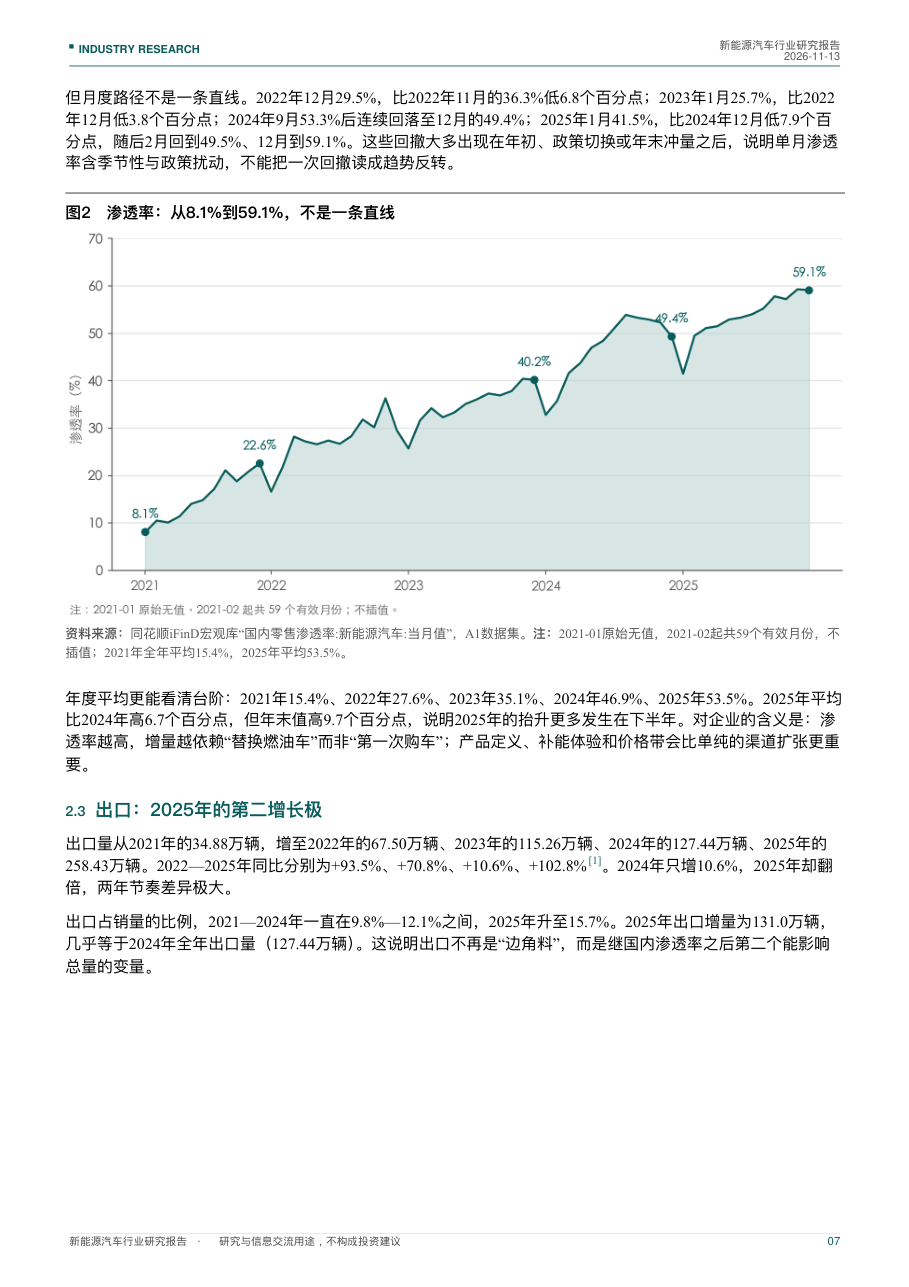 INDUSTRY RESEARCH
新能源汽车行业研究报告
2026-11-13
但月度路径不是一条直线。2022年12月29.5%，比2022年11月的36.3%低6.8个百分点；2023年1月25.7%，比2022
年12月低3.8个百分点；2024年9月53.3%后连续回落至12月的49.4%；2025年1月41.5%，比2024年12月低7.9个百
分点，随后2月回到49.5%、12月到59.1%。这些回撤大多出现在年初、政策切换或年末冲量之后，说明单月渗透
率含季节性与政策扰动，不能把一次回撤读成趋势反转。
图2 渗透率：从8.1%到59.1%，不是一条直线
70
60
50
40
30
20
10
0
渗透率（%）
8.1%
22.6%
40.2%
49.4%
59.1%
2021
2022
2023
2024
2025
注：2021-01 原始无值，2021-02 起共 59 个有效月份；不插值。
资料来源：同花顺iFinD宏观库“国内零售渗透率:新能源汽车:当月值”，A1数据集。注：2021-01原始无值，2021-02起共59个有效月份，不
插值；2021年全年平均15.4%，2025年平均53.5%。
年度平均更能看清台阶：2021年15.4%、2022年27.6%、2023年35.1%、2024年46.9%、2025年53.5%。2025年平均
比2024年高6.7个百分点，但年末值高9.7个百分点，说明2025年的抬升更多发生在下半年。对企业的含义是：渗
透率越高，增量越依赖“替换燃油车”而非“第一次购车”；产品定义、补能体验和价格带会比单纯的渠道扩张更重
要。
2.3 出口：2025年的第二增长极
出口量从2021年的34.88万辆，增至2022年的67.50万辆、2023年的115.26万辆、2024年的127.44万辆、2025年的
258.43万辆。2022—2025年同比分别为+93.5%、+70.8%、+10.6%、+102.8%[1]。2024年只增10.6%，2025年却翻
倍，两年节奏差异极大。
出口占销量的比例，2021—2024年一直在9.8%—12.1%之间，2025年升至15.7%。2025年出口增量为131.0万辆，
几乎等于2024年全年出口量（127.44万辆）。这说明出口不再是“边角料”，而是继国内渗透率之后第二个能影响
总量的变量。
新能源汽车行业研究报告 · 研究与信息交流用途，不构成投资建议
07